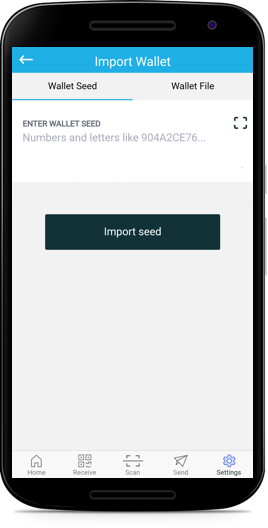 Import Wallet
Wallet Seed
Wallet File
ENTER WALLET SEED
Numbers and letters like 904A2CE76...
Import seed
Home
Receive
Scan
Send
Settings